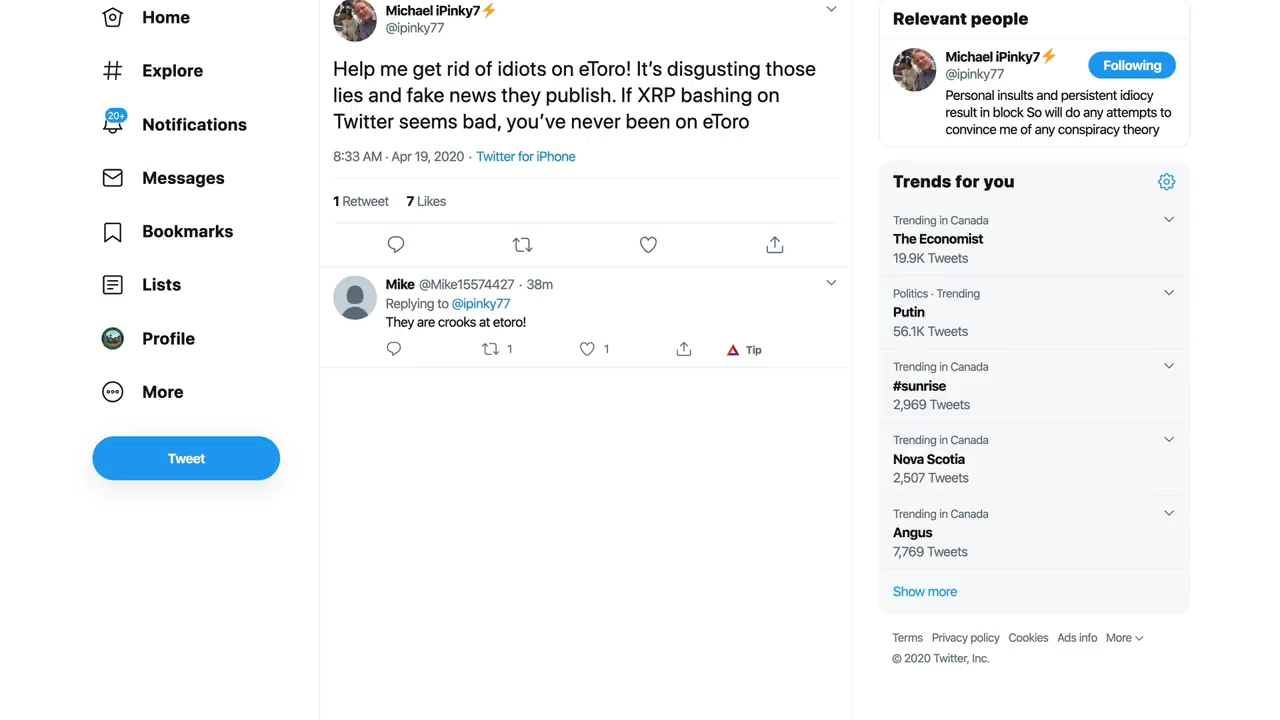 Home
Explore
20+
Notifications
Messages
Bookmarks
Lists
Profile
More
Tweet
Michael iPinky7⚡
@ipinky77
Help me get rid of idiots on eToro! It’s disgusting those
lies and fake news they publish. If XRP bashing on
Twitter seems bad, you’ve never been on eToro
8:33 AM · Apr 19, 2020 · Twitter for iPhone
1 Retweet 7 Likes
Mike @Mike15574427 · 38m
Replying to @ipinky77
They are crooks at etoro!
1 1 Tip
Relevant people
Michael iPinky7⚡
@ipinky77
Following
Personal insults and persistent idiocy
result in block So will do any attempts to
convince me of any conspiracy theory
Trends for you
Trending in Canada
The Economist
19.9K Tweets
Politics · Trending
Putin
56.1K Tweets
Trending in Canada
#sunrise
2,969 Tweets
Trending in Canada
Nova Scotia
2,507 Tweets
Trending in Canada
Angus
7,769 Tweets
Show more
Terms Privacy policy Cookies Ads info More
© 2020 Twitter, Inc.